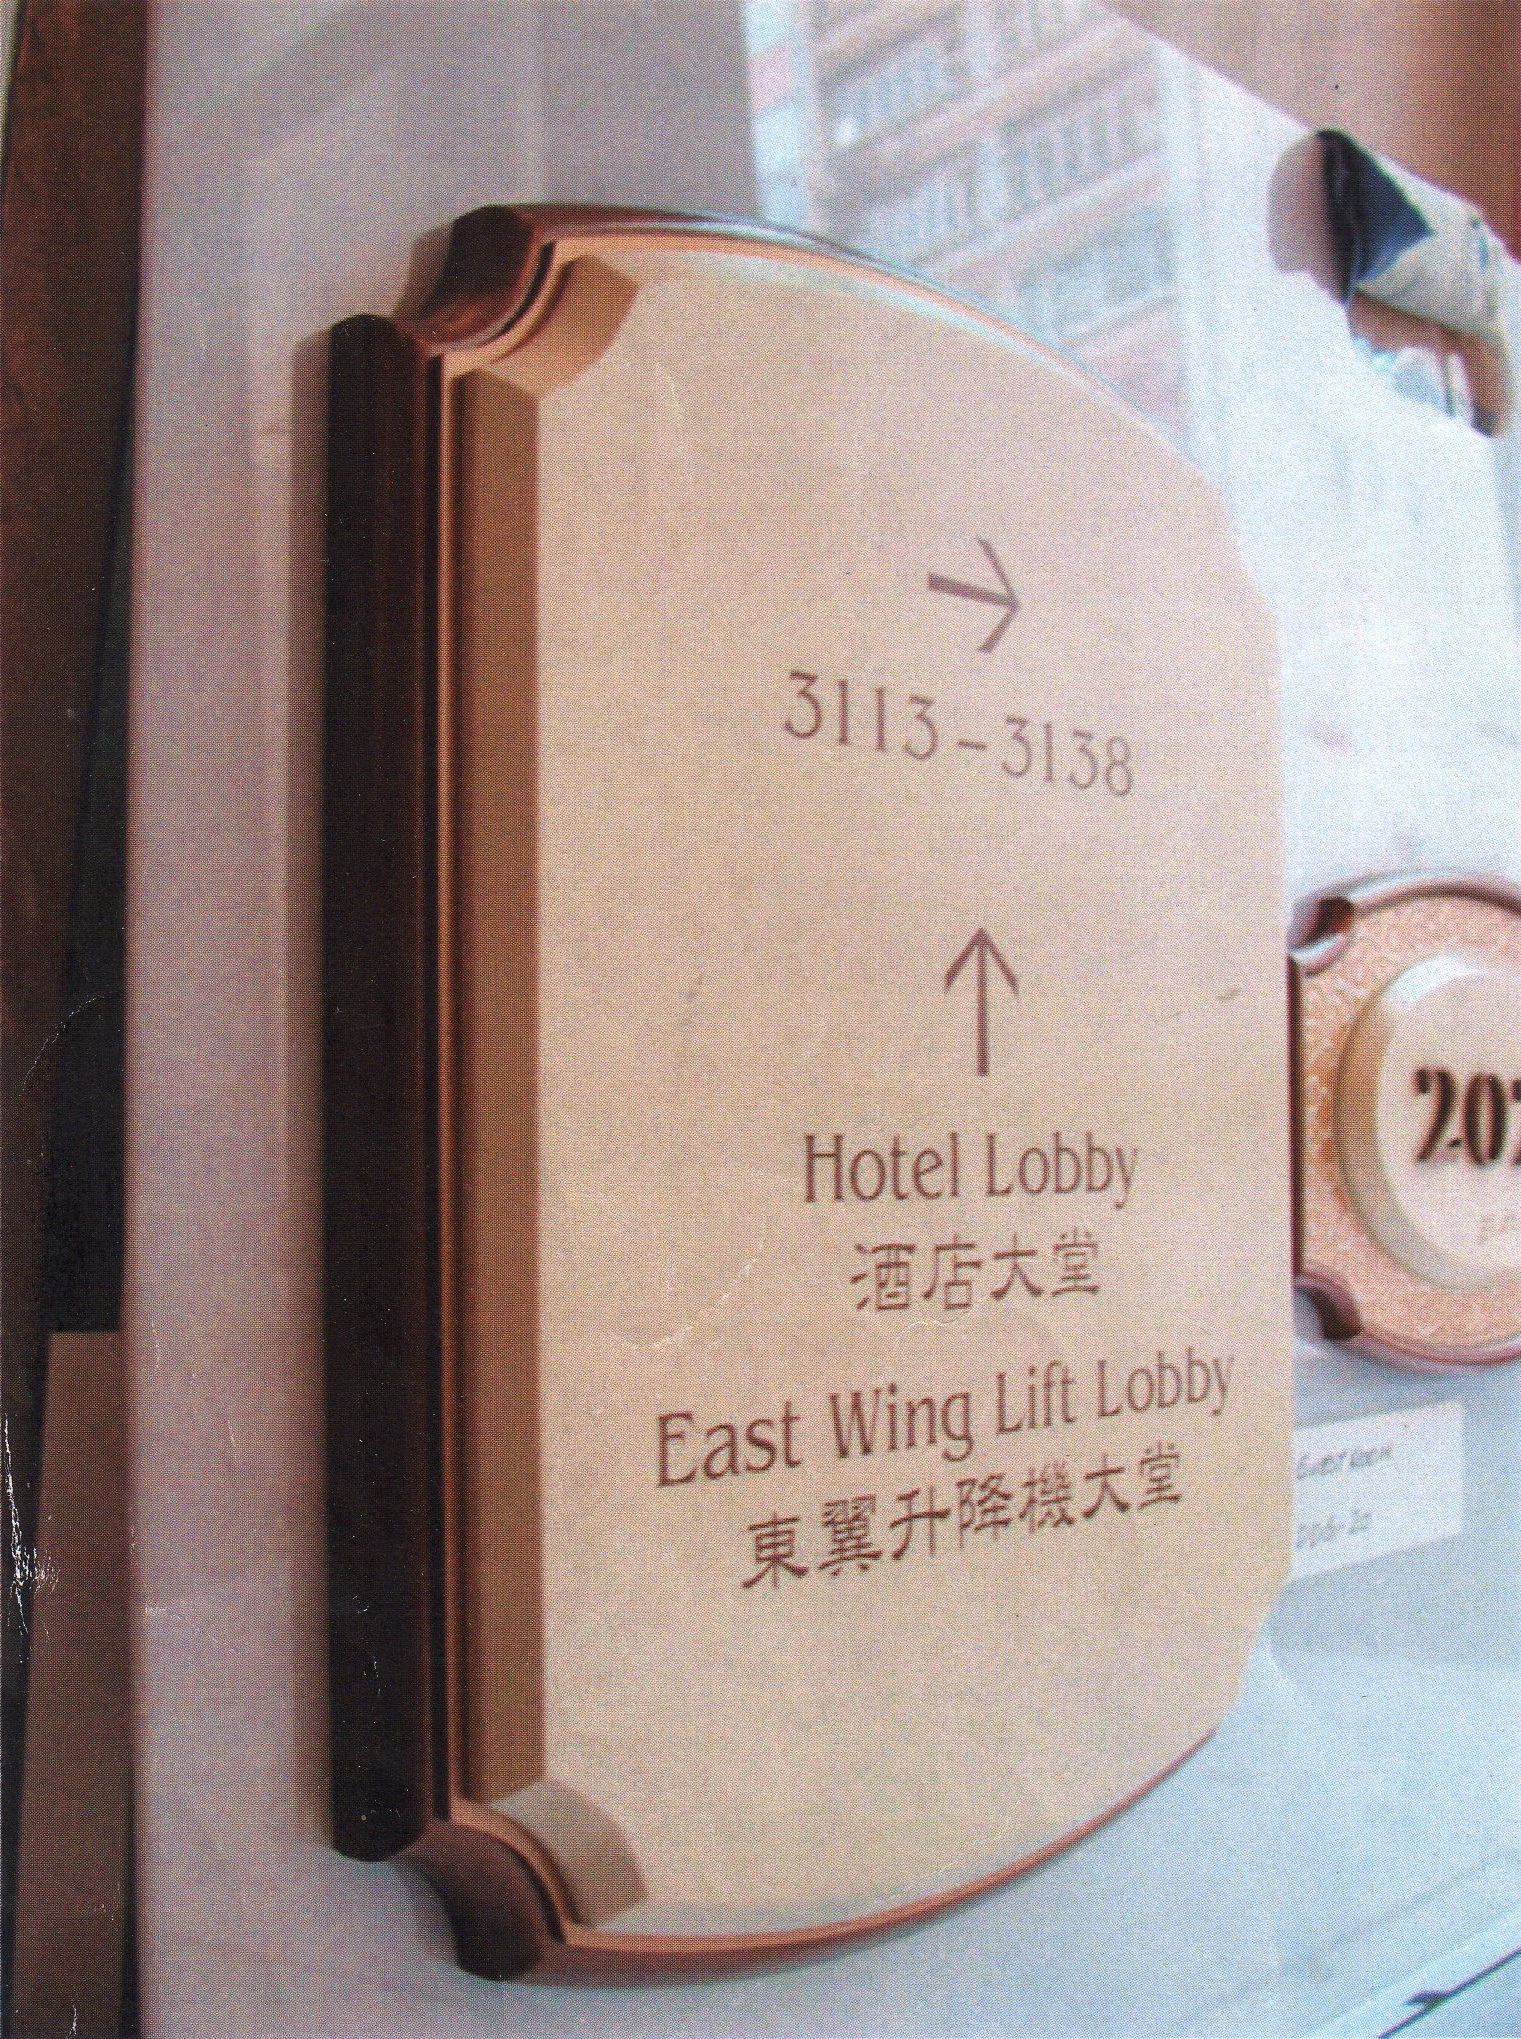 →
3113–3138
↑
Hotel Lobby
酒店大堂
East Wing Lift Lobby
東翼升降機大堂